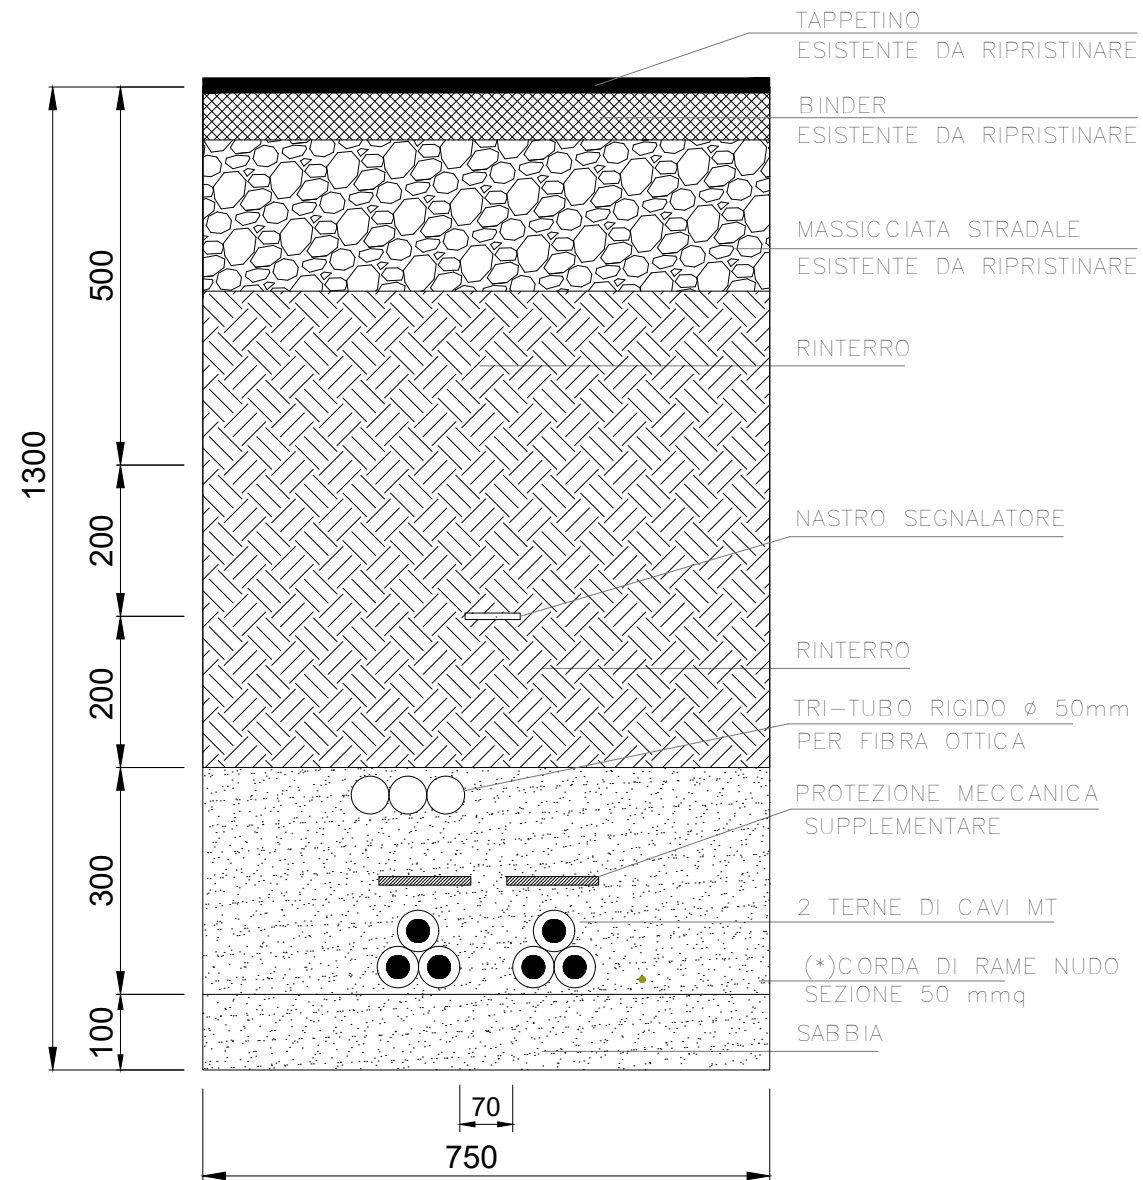 TAPPETINO
ESISTENTE DA RIPRISTINARE
BINDER
ESISTENTE DA RIPRISTINARE
MASSICCIATA STRADALE
ESISTENTE DA RIPRISTINARE
RINTERRO
NASTRO SEGNALATORE
RINTERRO
TRI-TUBO RIGIDO ø 50mm
PER FIBRA OTTICA
PROTEZIONE MECCANICA
SUPPLEMENTARE
2 TERNE DI CAVI MT
(*)CORDA DI RAME NUDO
SEZIONE 50 mmq
SABBIA
1300
500
200
200
300
100
70
750